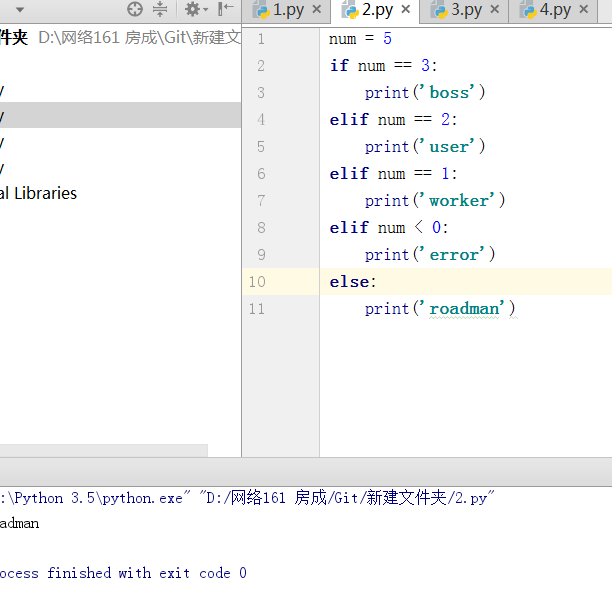 1.py 2.py 3.py 4.py
件夹 D:\网络161 房成\Git\新建文
y
y
y
y
al Libraries
1 num = 5
2 if num == 3:
3 print('boss')
4 elif num == 2:
5 print('user')
6 elif num == 1:
7 print('worker')
8 elif num < 0:
9 print('error')
10 else:
11 print('roadman')
:\Python 3.5\python.exe" "D:/网络161 房成/Git/新建文件夹/2.py"
adman
ocess finished with exit code 0